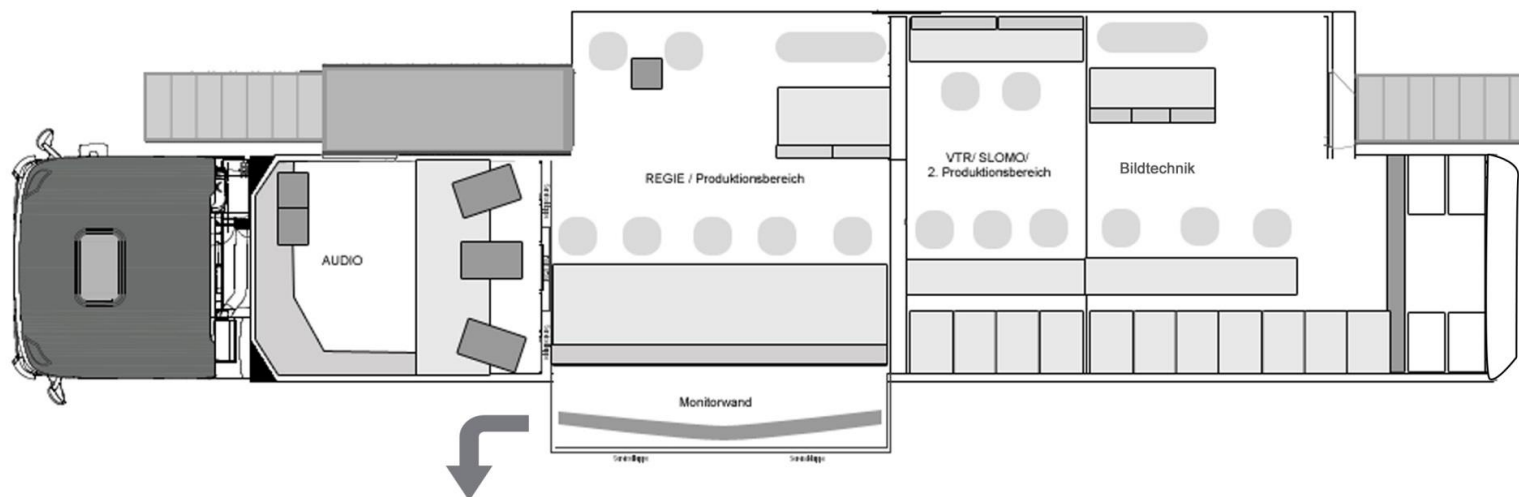 AUDIO
REGIE / Produktionsbereich
VTR/ SLOMO/
2. Produktionsbereich
Bildtechnik
Monitorwand